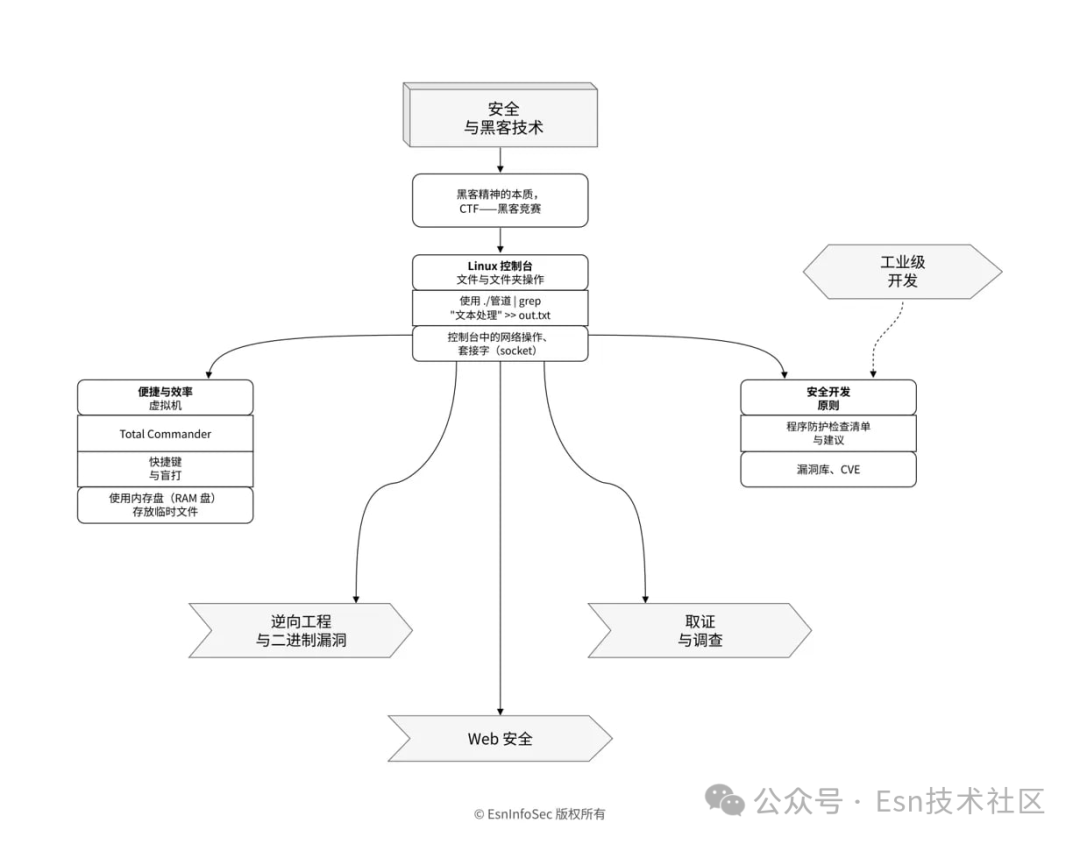 安全
与黑客技术
黑客精神的本质，
CTF——黑客竞赛
Linux 控制台
文件与文件夹操作
使用 ./管道 | grep
"文本处理" >> out.txt
控制台中的网络操作、
套接字（socket）
工业级
开发
便捷与效率
虚拟机
Total Commander
快捷键
与盲打
使用内存盘（RAM 盘）
存放临时文件
安全开发
原则
程序防护检查清单
与建议
漏洞库、CVE
逆向工程
与二进制漏洞
取证
与调查
Web 安全
© EsnInfoSec 版权所有
公众号 · Esn技术社区